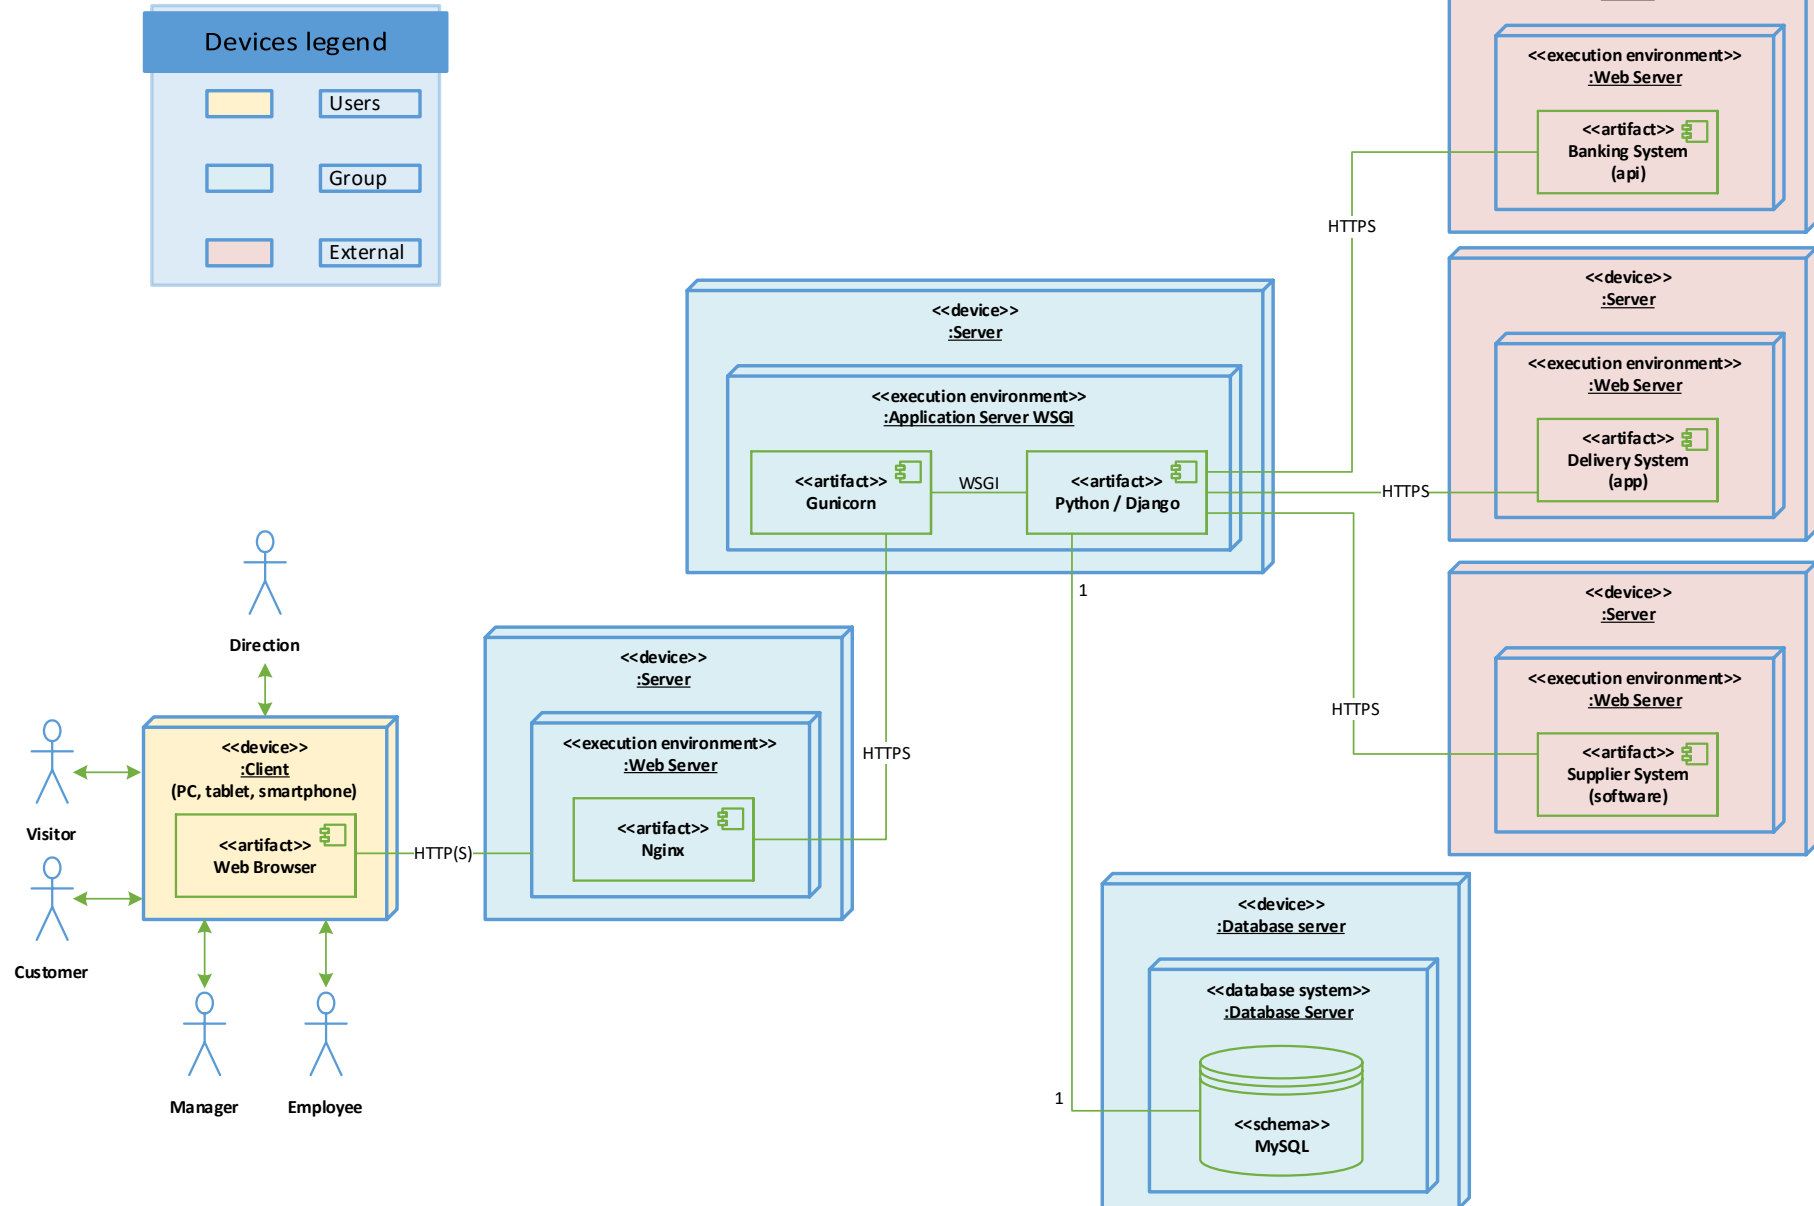 Devices legend
Users
Group
External
<<execution environment>>
:Web Server
<<artifact>>
Banking System
(api)
HTTPS
<<device>>
:Server
<<execution environment>>
:Web Server
<<artifact>>
Delivery System
(app)
HTTPS
<<device>>
:Server
<<execution environment>>
:Application Server WSGI
<<artifact>>
Gunicorn
WSGI
<<artifact>>
Python / Django
1
<<device>>
:Server
<<execution environment>>
:Web Server
<<artifact>>
Supplier System
(software)
HTTPS
Direction
Visitor
Customer
Manager
Employee
<<device>>
:Client
(PC, tablet, smartphone)
<<artifact>>
Web Browser
HTTP(S)
<<device>>
:Server
<<execution environment>>
:Web Server
<<artifact>>
Nginx
HTTPS
<<device>>
:Database server
<<database system>>
:Database Server
1
<<schema>>
MySQL